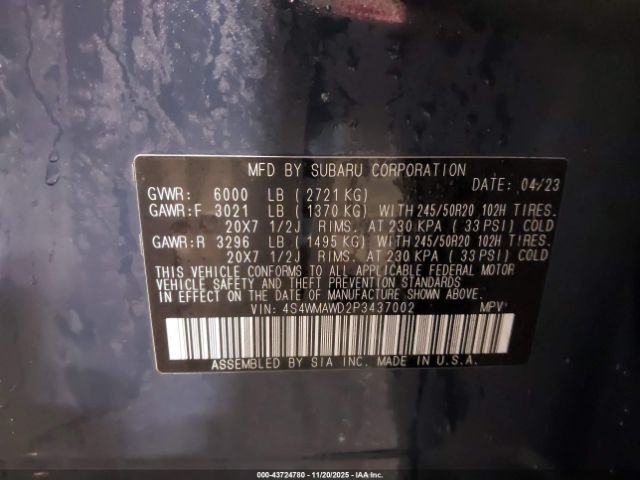 MFD BY SUBARU CORPORATION
DATE: 04/23
GVWR: 6000 LB ( 2721 KG)
GAWR:F 3021 LB ( 1370 KG) WITH 245/50R20 102H TIRES.
20X7 1/2J RIMS. AT 230 KPA ( 33 PSI) COLD
GAWR:R 3296 LB ( 1495 KG) WITH 245/50R20 102H TIRES.
20X7 1/2J RIMS. AT 230 KPA ( 33 PSI) COLD
THIS VEHICLE CONFORMS TO ALL APPLICABLE FEDERAL MOTOR
VEHICLE SAFETY AND THEFT PREVENTION STANDARDS
IN EFFECT ON THE DATE OF MANUFACTURE SHOWN ABOVE.
VIN: 4S4WMAWD2P3437002 MPV
ASSEMBLED BY SIA INC. MADE IN U.S.A.
000-43724780 - 11/20/2025 - IAAI.COM